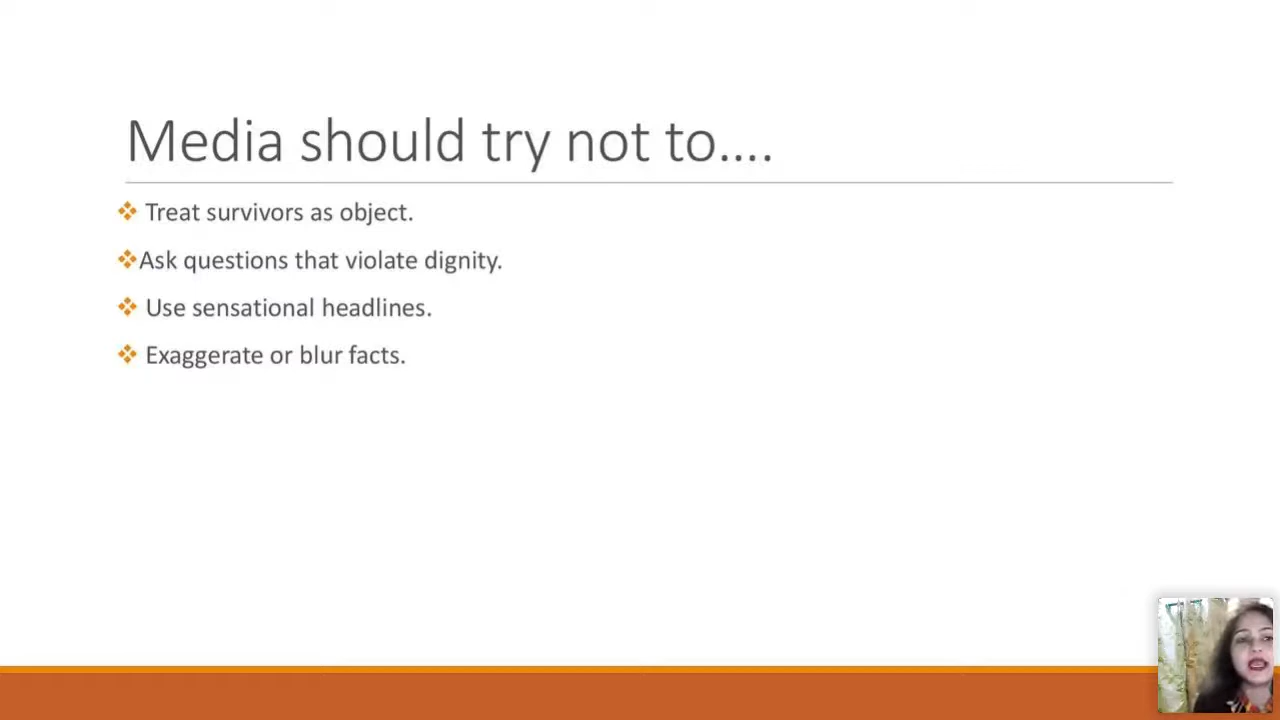 Media should try not to....
Treat survivors as object.
Ask questions that violate dignity.
Use sensational headlines.
Exaggerate or blur facts.